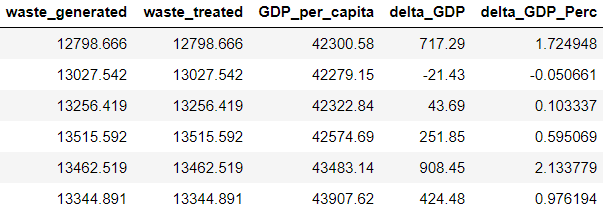 waste_generated waste_treated GDP_per_capita delta_GDP delta_GDP_Perc
12798.666 12798.666 42300.58 717.29 1.724948
13027.542 13027.542 42279.15 -21.43 -0.050661
13256.419 13256.419 42322.84 43.69 0.103337
13515.592 13515.592 42574.69 251.85 0.595069
13462.519 13462.519 43483.14 908.45 2.133779
13344.891 13344.891 43907.62 424.48 0.976194